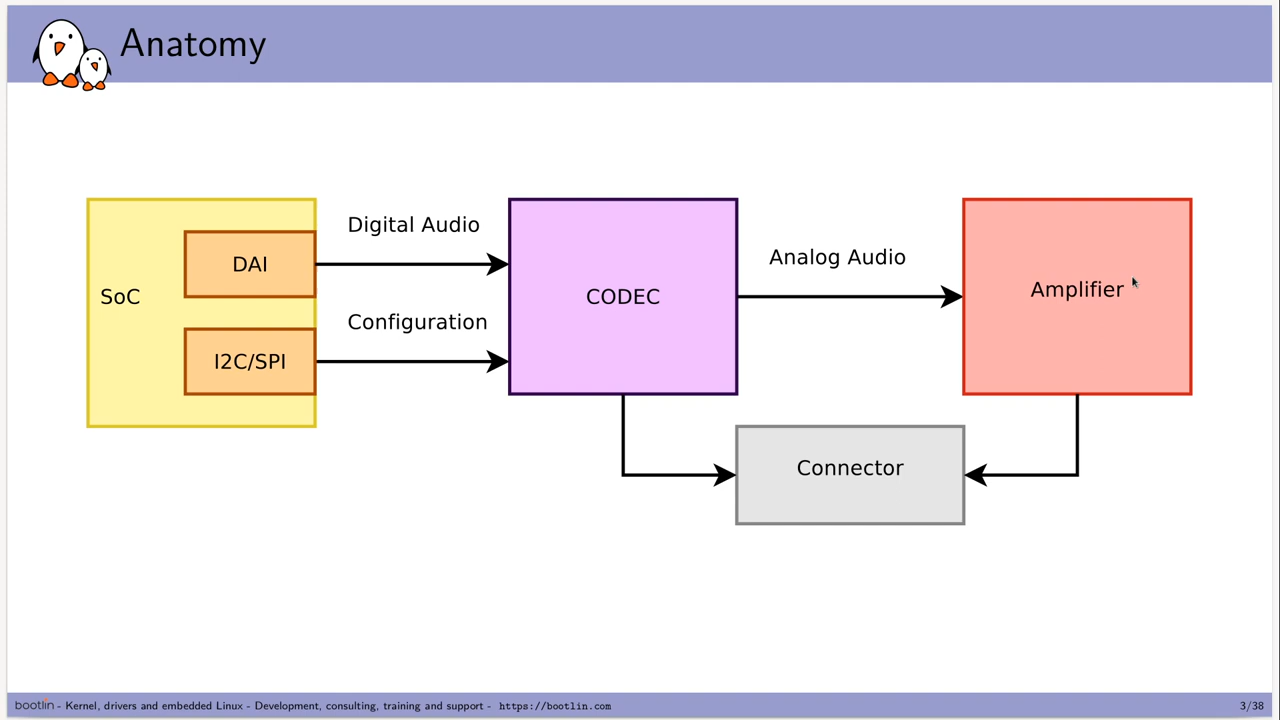 Anatomy
Digital Audio
DAI
Analog Audio
SoC
CODEC
Amplifier
Configuration
I2C/SPI
Connector
bootlin - Kernel, drivers and embedded Linux - Development, consulting, training and support - https://bootlin.com
3/38